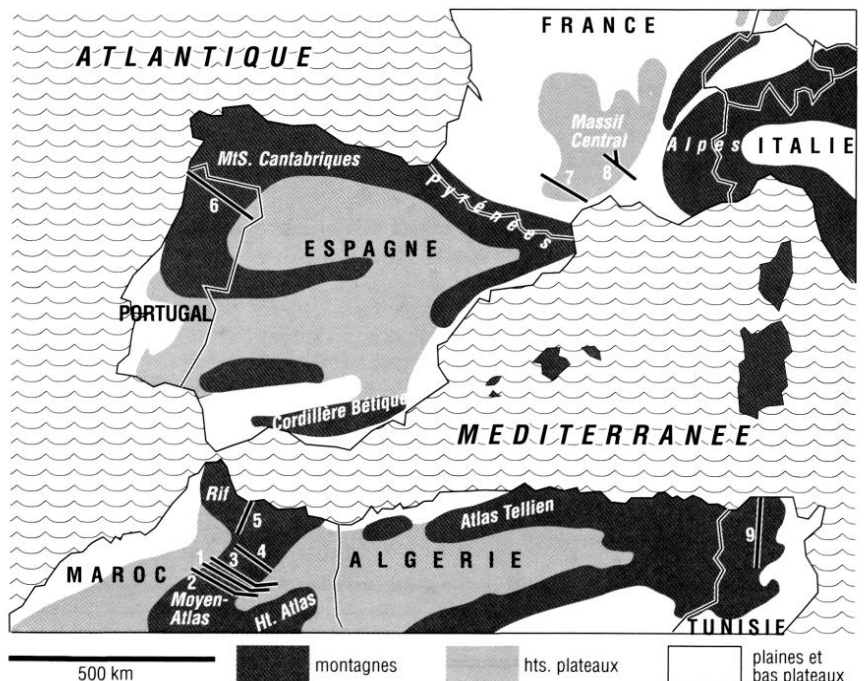 FRANCE
ATLANTIQUE
Massif
Central
Alpes
ITALIE
MtS. Cantabriques
7
8
Pyrénées
6
ESPAGNE
PORTUGAL
Cordillère Bétique
MEDITERRANEE
Rif
Atlas Tellien
5
9
1
3
4
ALGERIE
MAROC
2
Moyen-
Atlas
Ht. Atlas
TUNISIE
500 km
montagnes
hts. plateaux
plaines et
bas plateaux